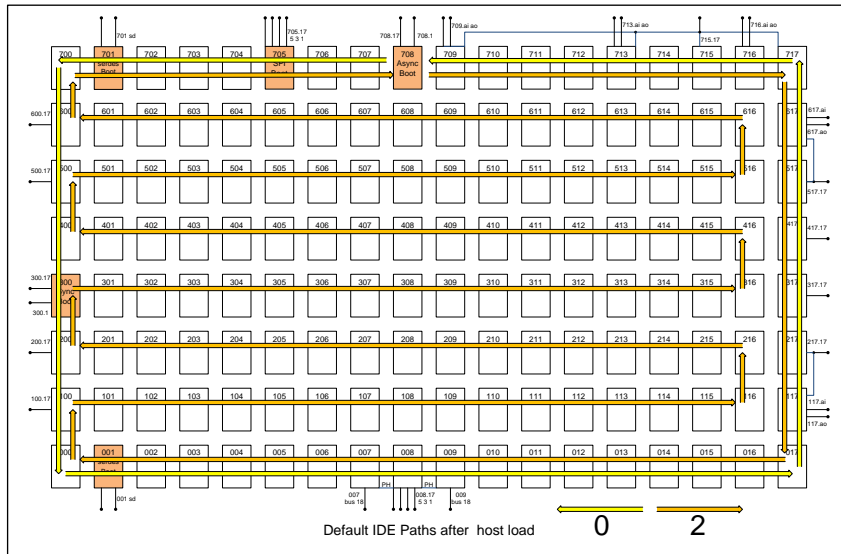 701 sd
705.17
5 3 1
708.17
708.1
709.ai ao
713.ai ao
715.17
716.ai ao
700 701 702 703 704 705 706 707 708 709 710 711 712 713 714 715 716 717
serdes Boot
SPI
Async Boot
600.17
600 601 602 603 604 605 606 607 608 609 610 611 612 613 614 615 616 617
617.ai
617.ao
500.17
500 501 502 503 504 505 506 507 508 509 510 511 512 513 514 515 516 517
517.17
400 401 402 403 404 405 406 407 408 409 410 411 412 413 414 415 416 417
417.17
300.17
300 301 302 303 304 305 306 307 308 309 310 311 312 313 314 315 316 317
317.17
300.1
200.17
200 201 202 203 204 205 206 207 208 209 210 211 212 213 214 215 216 217
217.17
100.17
100 101 102 103 104 105 106 107 108 109 110 111 112 113 114 115 116 117
117.ai
117.ao
000 001 002 003 004 005 006 007 008 009 010 011 012 013 014 015 016 017
serdes
PH
PH
001 sd
007
bus 18
008.17
5 3 1
009
bus 18
Default IDE Paths after host load
0
2